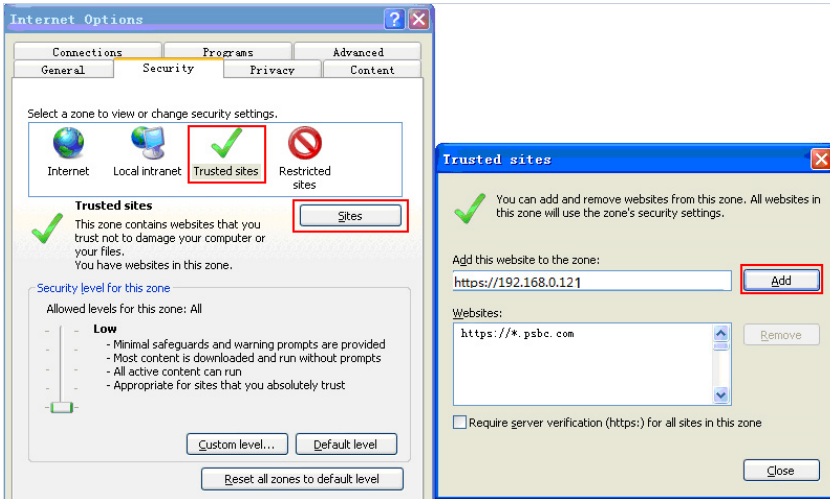 Internet Options
Connections Programs Advanced
General Security Privacy Content
Select a zone to view or change security settings.
Internet Local intranet Trusted sites Restricted
sites
Trusted sites
Sites
This zone contains websites that you
trust not to damage your computer or
your files.
You have websites in this zone.
Security level for this zone
Allowed levels for this zone: All
Low
- Minimal safeguards and warning prompts are provided
- Most content is downloaded and run without prompts
- All active content can run
- Appropriate for sites that you absolutely trust
Custom level... Default level
Reset all zones to default level
Trusted sites
You can add and remove websites from this zone. All websites in
this zone will use the zone's security settings.
Add this website to the zone:
https://192.168.0.121 Add
Websites:
https://*.psbc.com Remove
Require server verification (https:) for all sites in this zone
Close